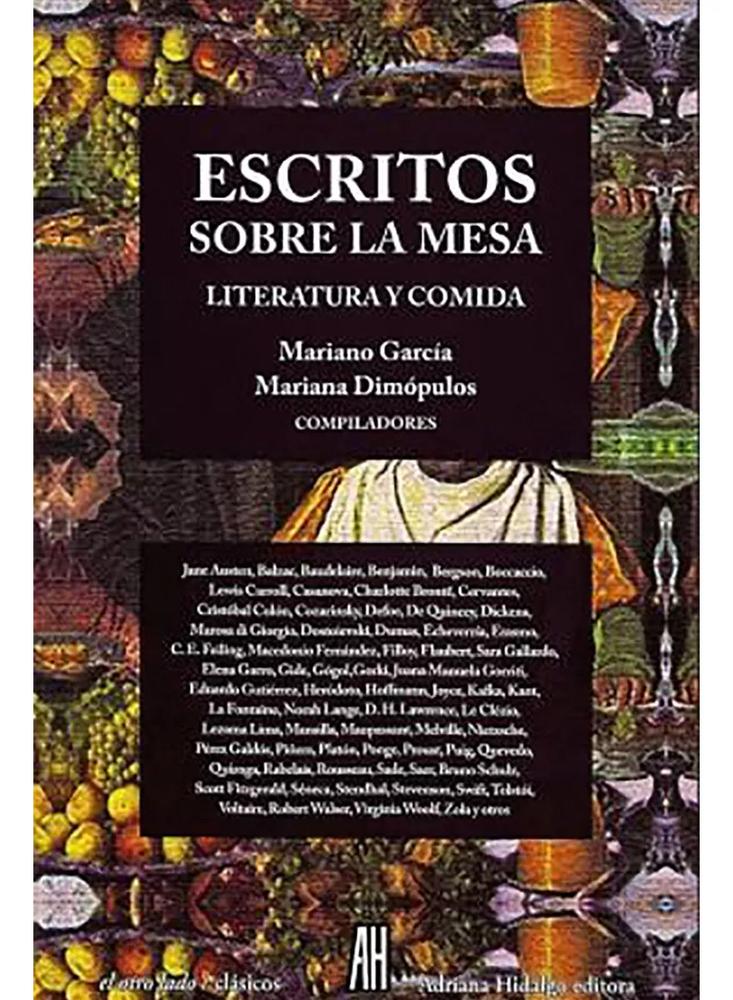 ESCRITOS
SOBRE LA MESA
LITERATURA Y COMIDA
Mariano García
Mariana Dimópulos
COMPILADORES
Jane Austen, Balzac, Baudelaire, Benjamin, Bergson, Boccaccio,
Lewis Carroll, Casanova, Charlotte Brontë, Cervantes,
Cristóbal Colón, Cozarinsky, Defoe, De Quincey, Dickens,
Marosa di Giorgio, Dostoievski, Dumas, Echeverría, Erasmo,
C. E. Feiling, Macedonio Fernández, Filloy, Flaubert, Sara Gallardo,
Elena Garro, Gide, Gógol, Gorki, Juana Manuela Gorriti,
Eduardo Gutiérrez, Heródoto, Hoffmann, Joyce, Kafka, Kant,
La Fontaine, Norah Lange, D. H. Lawrence, Le Clézio,
Lezama Lima, Mansilla, Maupassant, Melville, Nietzsche,
Pérez Galdós, Piñera, Platón, Ponge, Proust, Puig, Quevedo,
Quiroga, Rabelais, Rousseau, Sade, Saer, Bruno Schulz,
Scott Fitzgerald, Séneca, Stendhal, Stevenson, Swift, Tolstói,
Voltaire, Robert Walser, Virginia Woolf, Zola y otros
el otro lado / clásicos
AH
Adriana Hidalgo editora